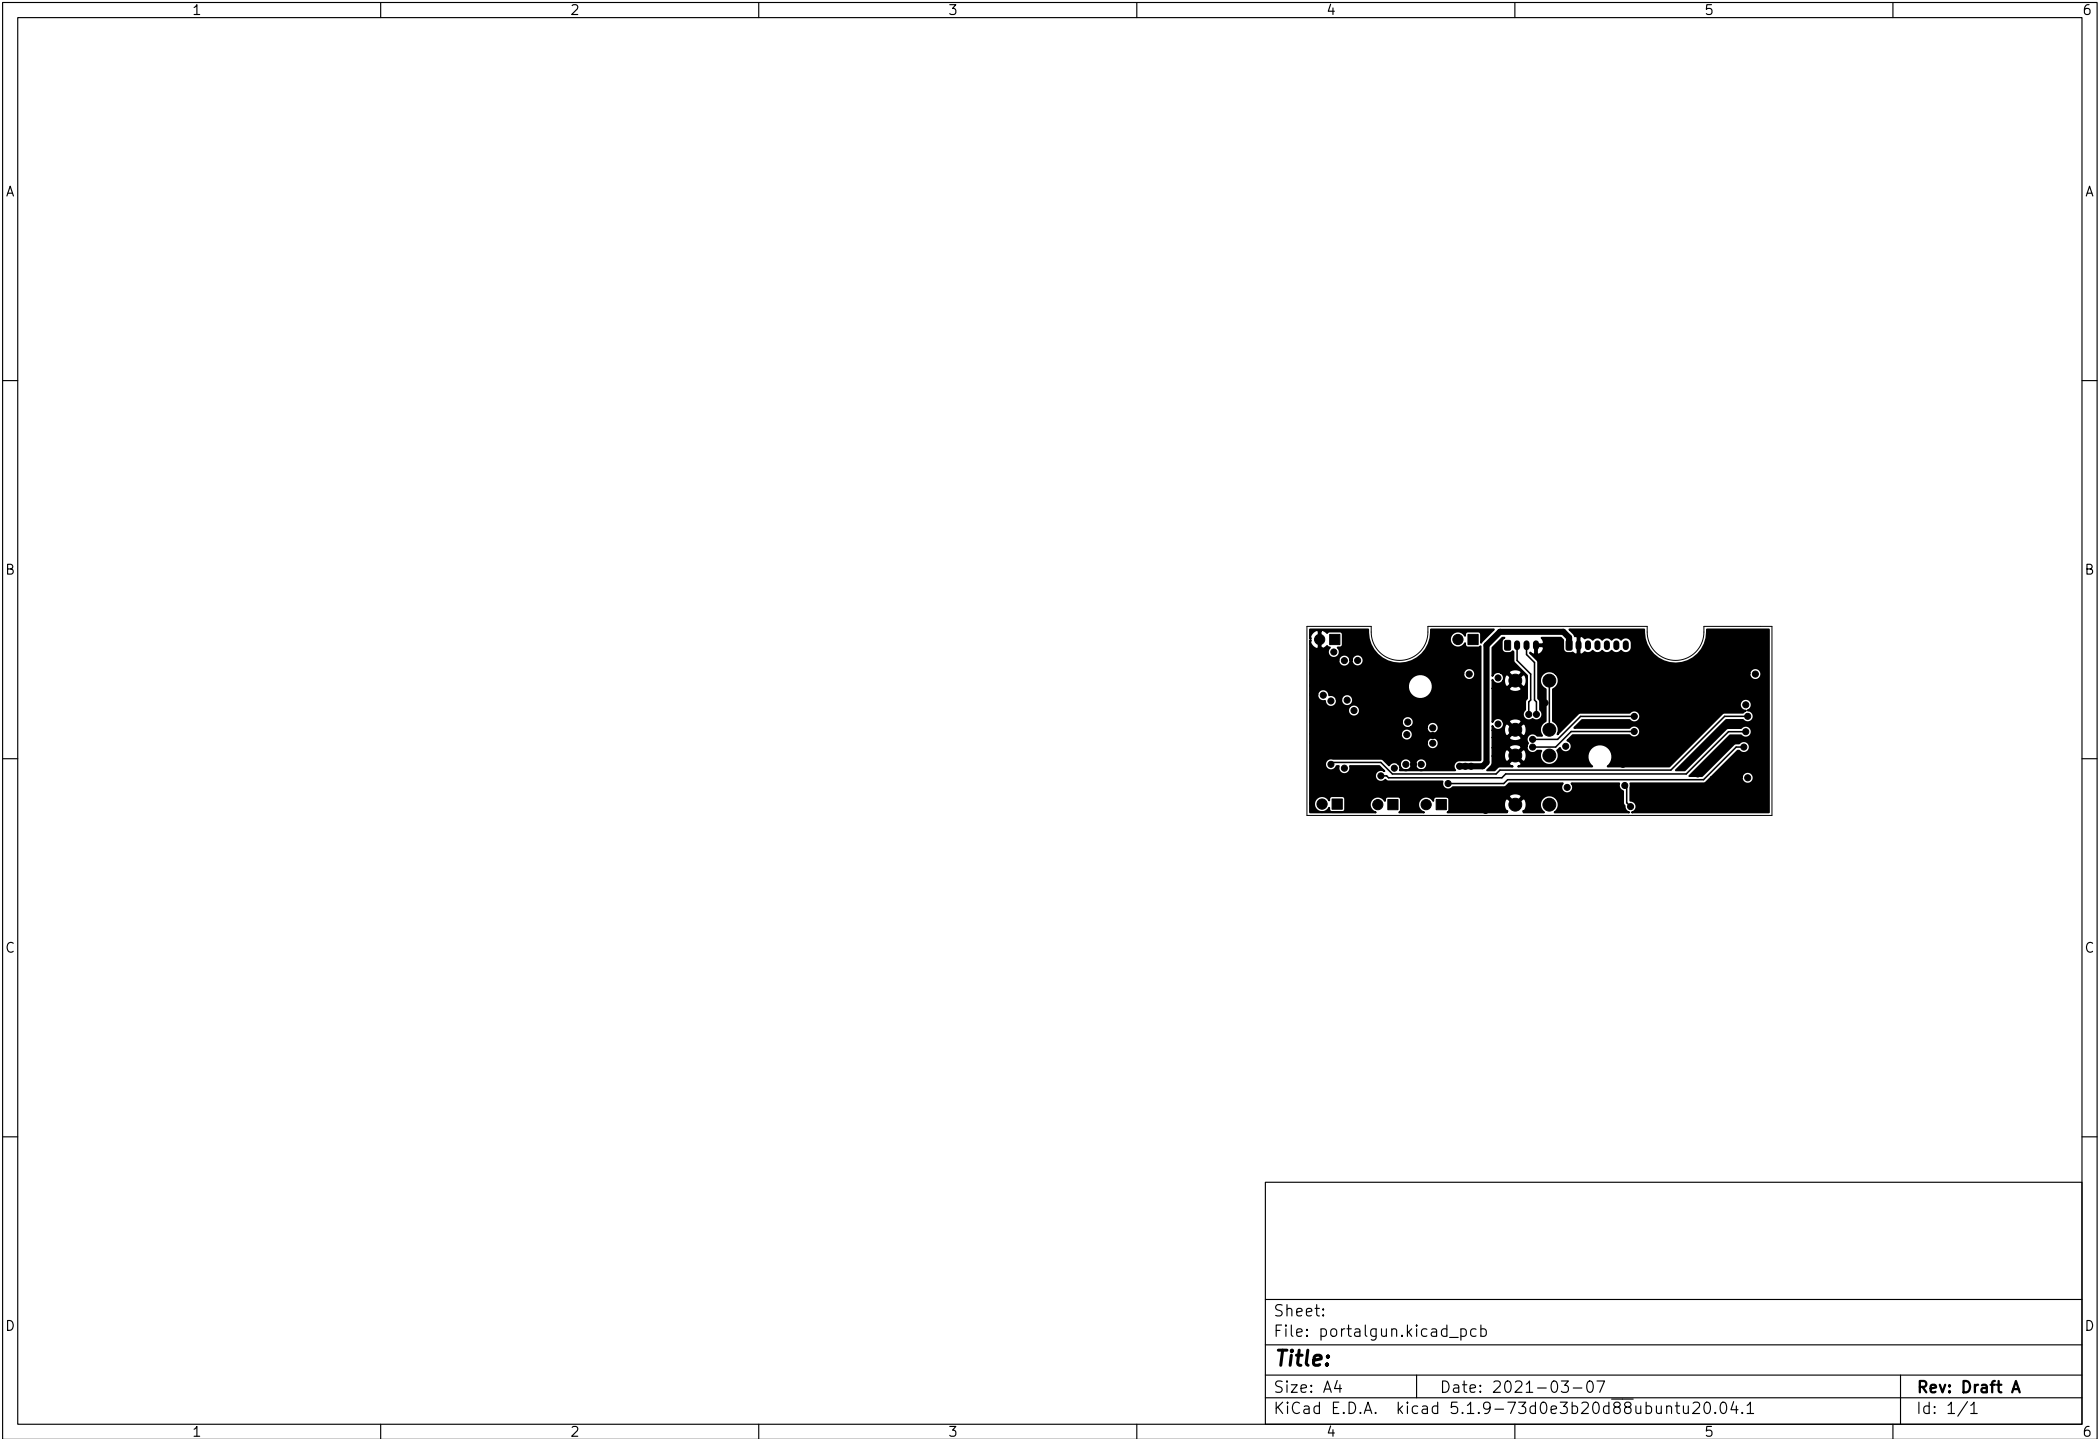 1 2 3 4 5 6
A A
B B
C C
D D
Sheet:
File: portalgun.kicad_pcb
Title:
Size: A4 Date: 2021-03-07 Rev: Draft A
KiCad E.D.A. kicad 5.1.9-73d0e3b20d88ubuntu20.04.1 Id: 1/1
1 2 3 4 5 6